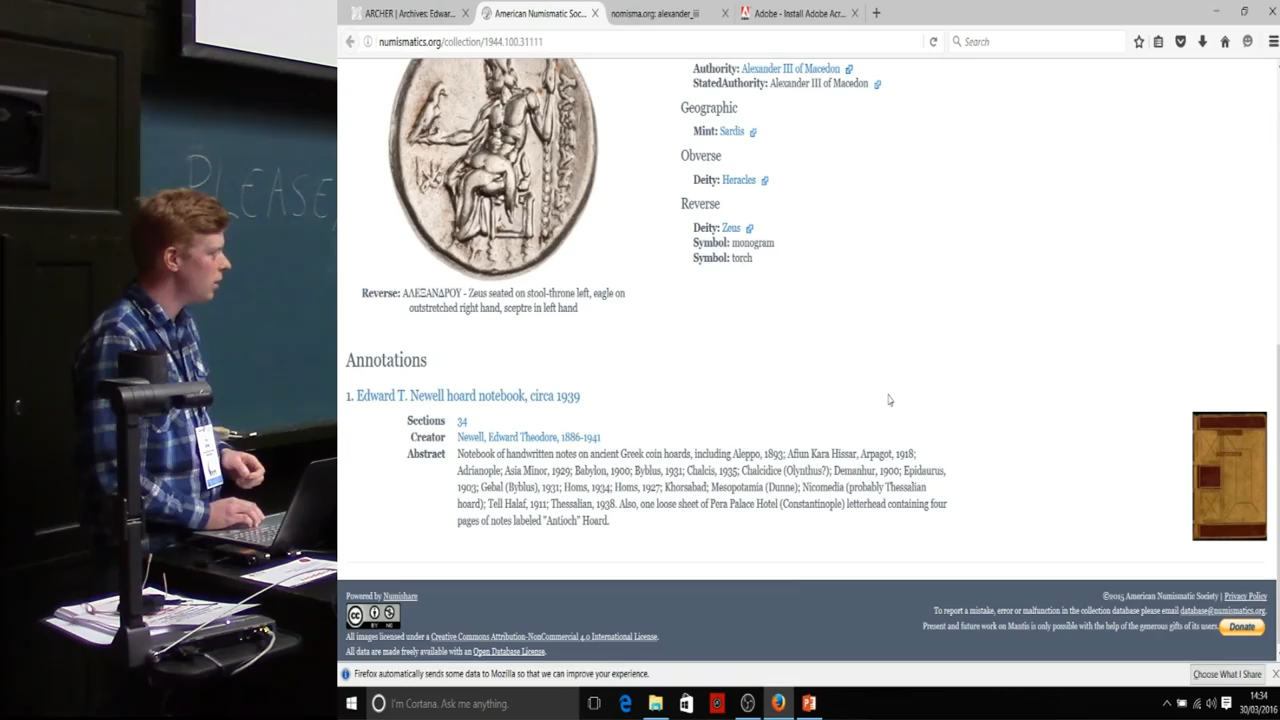 ARCHER | Archives: Edwar...
American Numismatic Soc...
nomisma.org: alexander_iii
Adobe - Install Adobe Acr...
numismatics.org/collection/1944.100.31111
Search
Authority: Alexander III of Macedon
StatedAuthority: Alexander III of Macedon
Geographic
Mint: Sardis
Obverse
Deity: Heracles
Reverse
Deity: Zeus
Symbol: monogram
Symbol: torch
Reverse: ΑΛΕΞΑΝΔΡΟΥ - Zeus seated on stool-throne left, eagle on
outstretched right hand, sceptre in left hand
PLEASE
Annotations
1. Edward T. Newell hoard notebook, circa 1939
Sections 34
Creator Newell, Edward Theodore, 1886-1941
Abstract Notebook of handwritten notes on ancient Greek coin hoards, including Aleppo, 1893; Afiun Kara Hissar, Arpagot, 1918;
Adrianople; Asia Minor, 1929; Babylon, 1900; Byblus, 1931; Chalcis, 1935; Chalcidice (Olynthus?); Demanhur, 1900; Epidaurus,
1903; Gebal (Byblus), 1931; Homs, 1934; Homs, 1927; Khorsabad; Mesopotamia (Dunne); Nicomedia (probably Thessalian
hoard); Tell Halaf, 1911; Thessalian, 1938. Also, one loose sheet of Pera Palace Hotel (Constantinople) letterhead containing four
pages of notes labeled "Antioch" Hoard.
Powered by Numishare
cc BY NC
All images licensed under a Creative Commons Attribution-NonCommercial 4.0 International License.
All data are made freely available with an Open Database License.
©2015 American Numismatic Society | Privacy Policy
To report a mistake, error or malfunction in the collection database please email database@numismatics.org.
Present and future work on Mantis is only possible with the help of the generous gifts of its users. Donate
Firefox automatically sends some data to Mozilla so that we can improve your experience.
Choose What I Share
I'm Cortana. Ask me anything.
14:34
30/03/2016